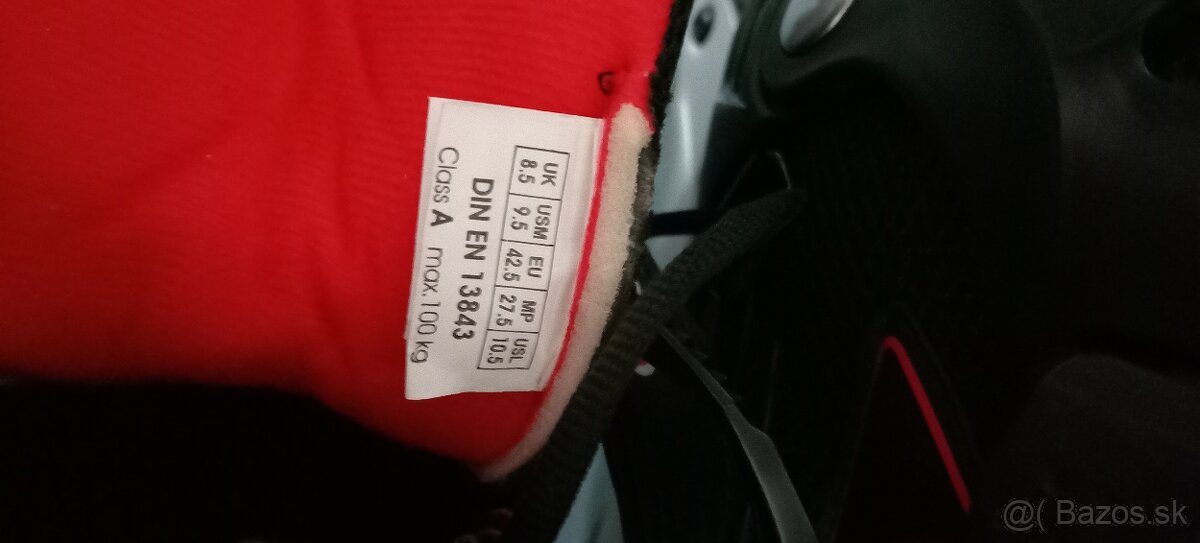 UK USM EU MP USL
8.5 9.5 42.5 27.5 10.5
DIN EN 13843
Class A max. 100 kg
@( Bazos.sk